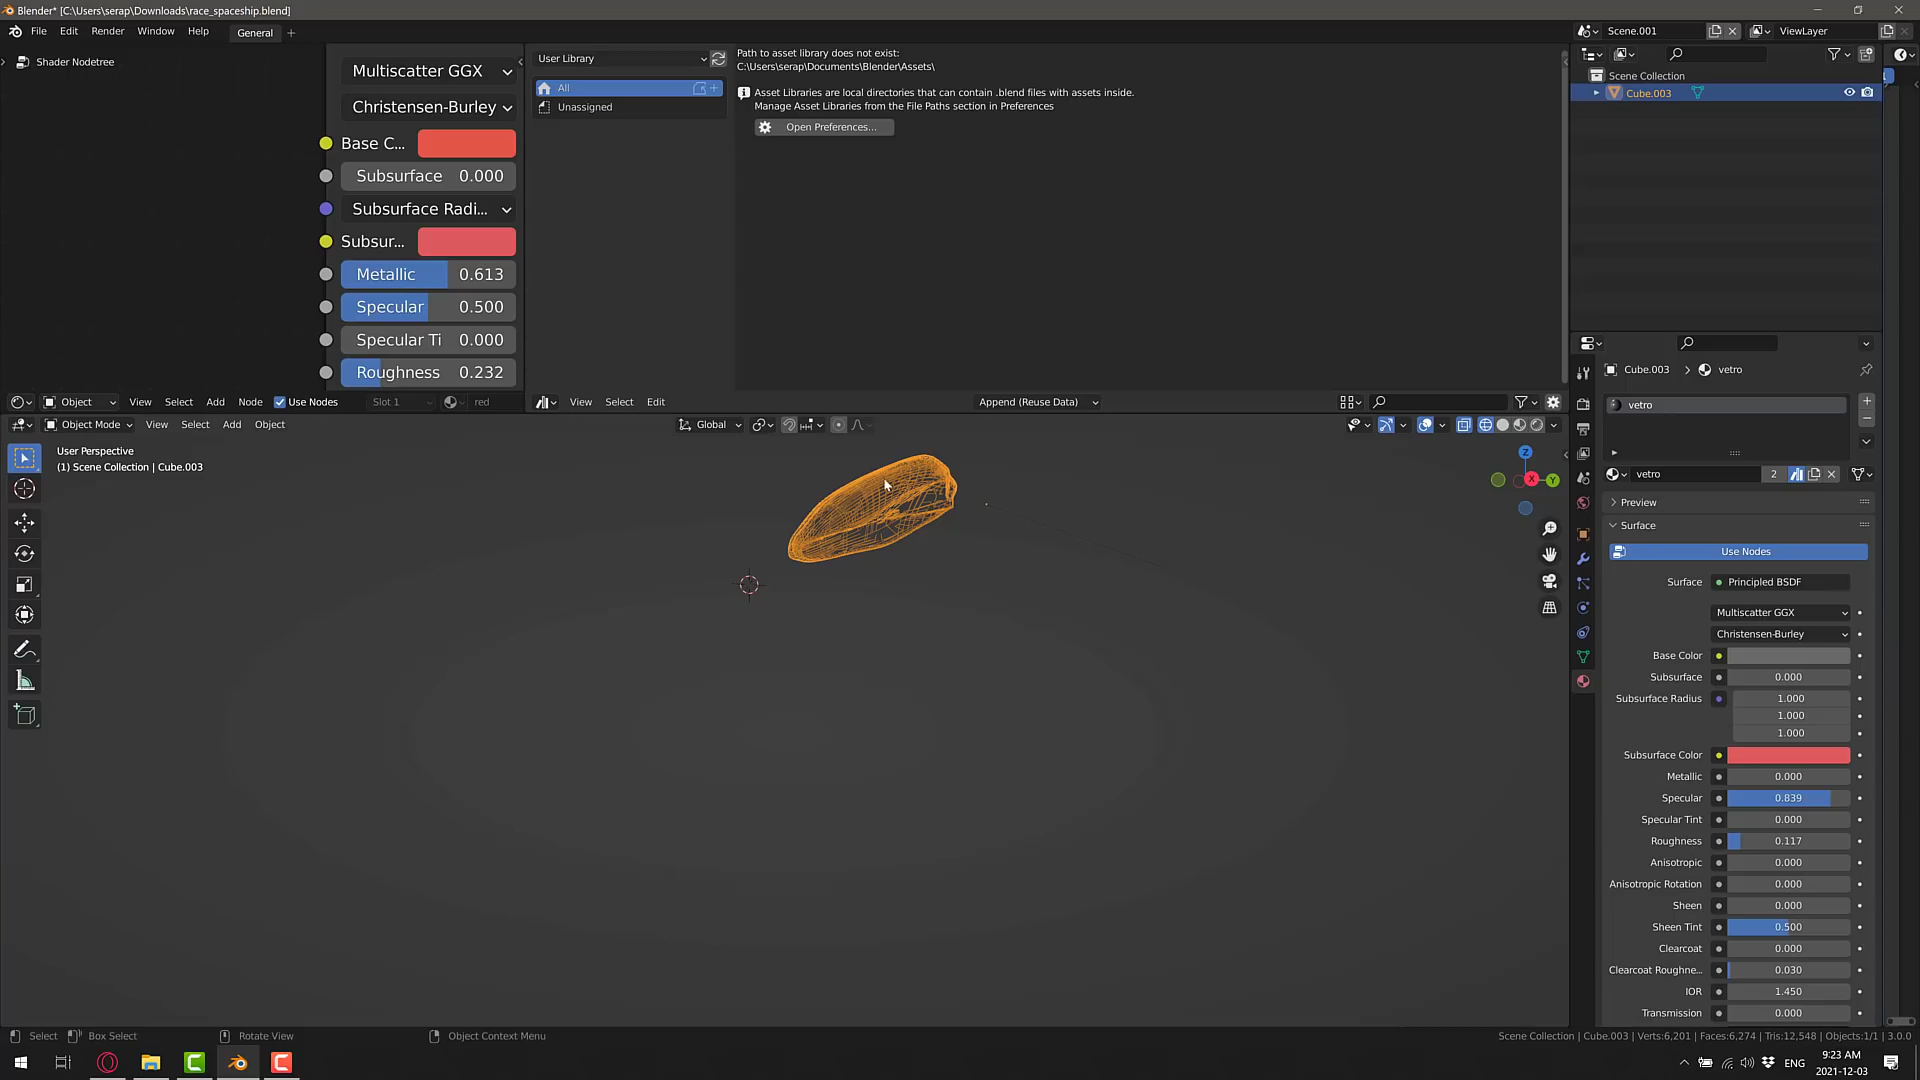 Blender* [C:\Users\serap\Downloads\race_spaceship.blend]
File Edit Render Window Help General
Scene.001 ViewLayer
Shader Nodetree
Multiscatter GGX
Christensen-Burley
Base C...
Subsurface 0.000
Subsurface Radi...
Subsur...
Metallic 0.613
Specular 0.500
Specular Ti 0.000
Roughness 0.232
User Library
All
Unassigned
Path to asset library does not exist:
C:\Users\serap\Documents\Blender\Assets\
Asset Libraries are local directories that can contain .blend files with assets inside.
Manage Asset Libraries from the File Paths section in Preferences
Open Preferences...
Scene Collection
Cube.003
Object View Select Add Node Use Nodes Slot 1 red
View Select Edit Append (Reuse Data)
Object Mode View Select Add Object Global
User Perspective
(1) Scene Collection | Cube.003
Z
X
Y
Cube.003 vetro
vetro
vetro 2
Preview
Surface
Use Nodes
Surface Principled BSDF
Multiscatter GGX
Christensen-Burley
Base Color
Subsurface 0.000
Subsurface Radius 1.000
1.000
1.000
Subsurface Color
Metallic 0.000
Specular 0.839
Specular Tint 0.000
Roughness 0.117
Anisotropic 0.000
Anisotropic Rotation 0.000
Sheen 0.000
Sheen Tint 0.500
Clearcoat 0.000
Clearcoat Roughne... 0.030
IOR 1.450
Transmission 0.000
Select Box Select Rotate View Object Context Menu
Scene Collection | Cube.003 | Verts:6,201 | Faces:6,274 | Tris:12,548 | Objects:1/1 | 3.0.0
ENG
9:23 AM
2021-12-03